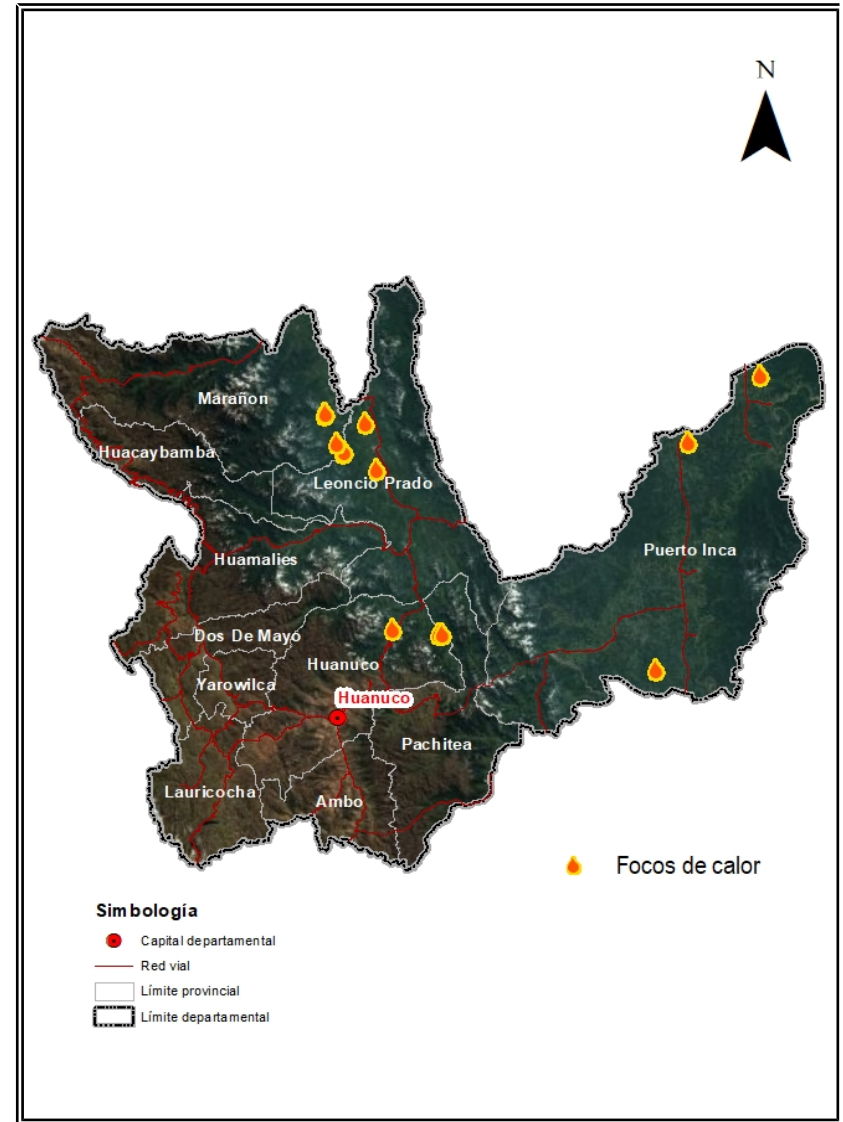 N
Marañon
Huacaybamba
Leoncio Prado
Puerto Inca
Huamalies
Dos De Mayo
Huanuco
Yarowilca
Huanuco
Pachitea
Lauricocha
Ambo
Focos de calor
Simbología
Capital departamental
Red vial
Límite provincial
Límite departamental